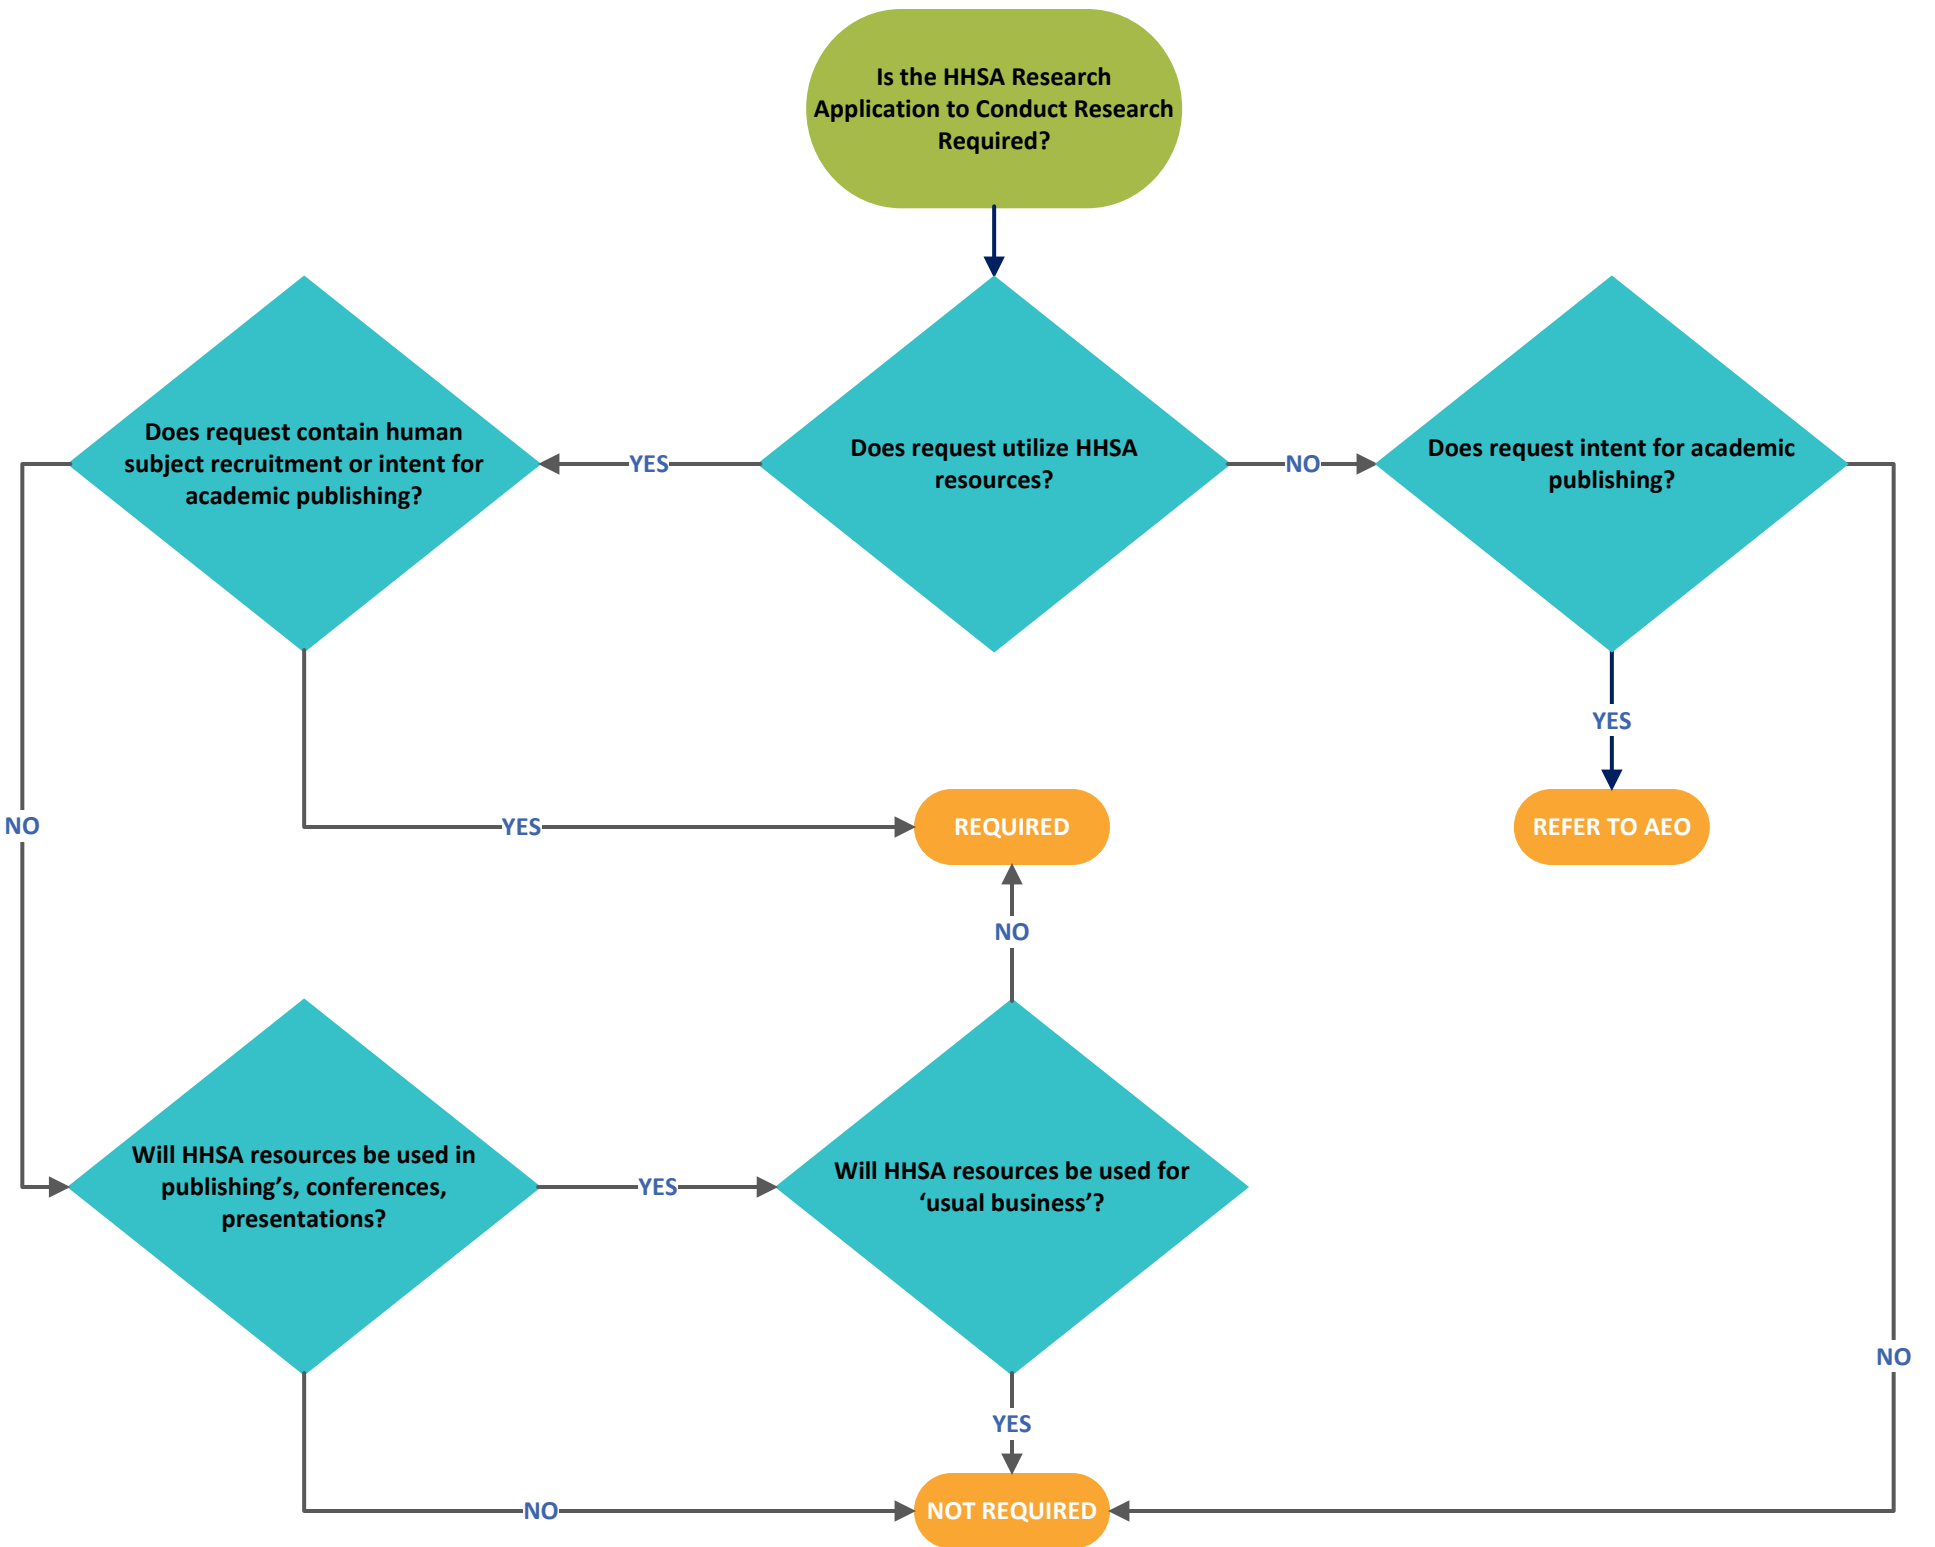 Is the HHSA Research
Application to Conduct Research
Required?
Does request contain human
subject recruitment or intent for
academic publishing?
YES
Does request utilize HHSA
resources?
NO
Does request intent for academic
publishing?
YES
NO
YES
REQUIRED
REFER TO AEO
NO
Will HHSA resources be used in
publishing’s, conferences,
presentations?
YES
Will HHSA resources be used for
‘usual business’?
NO
YES
NO
NOT REQUIRED